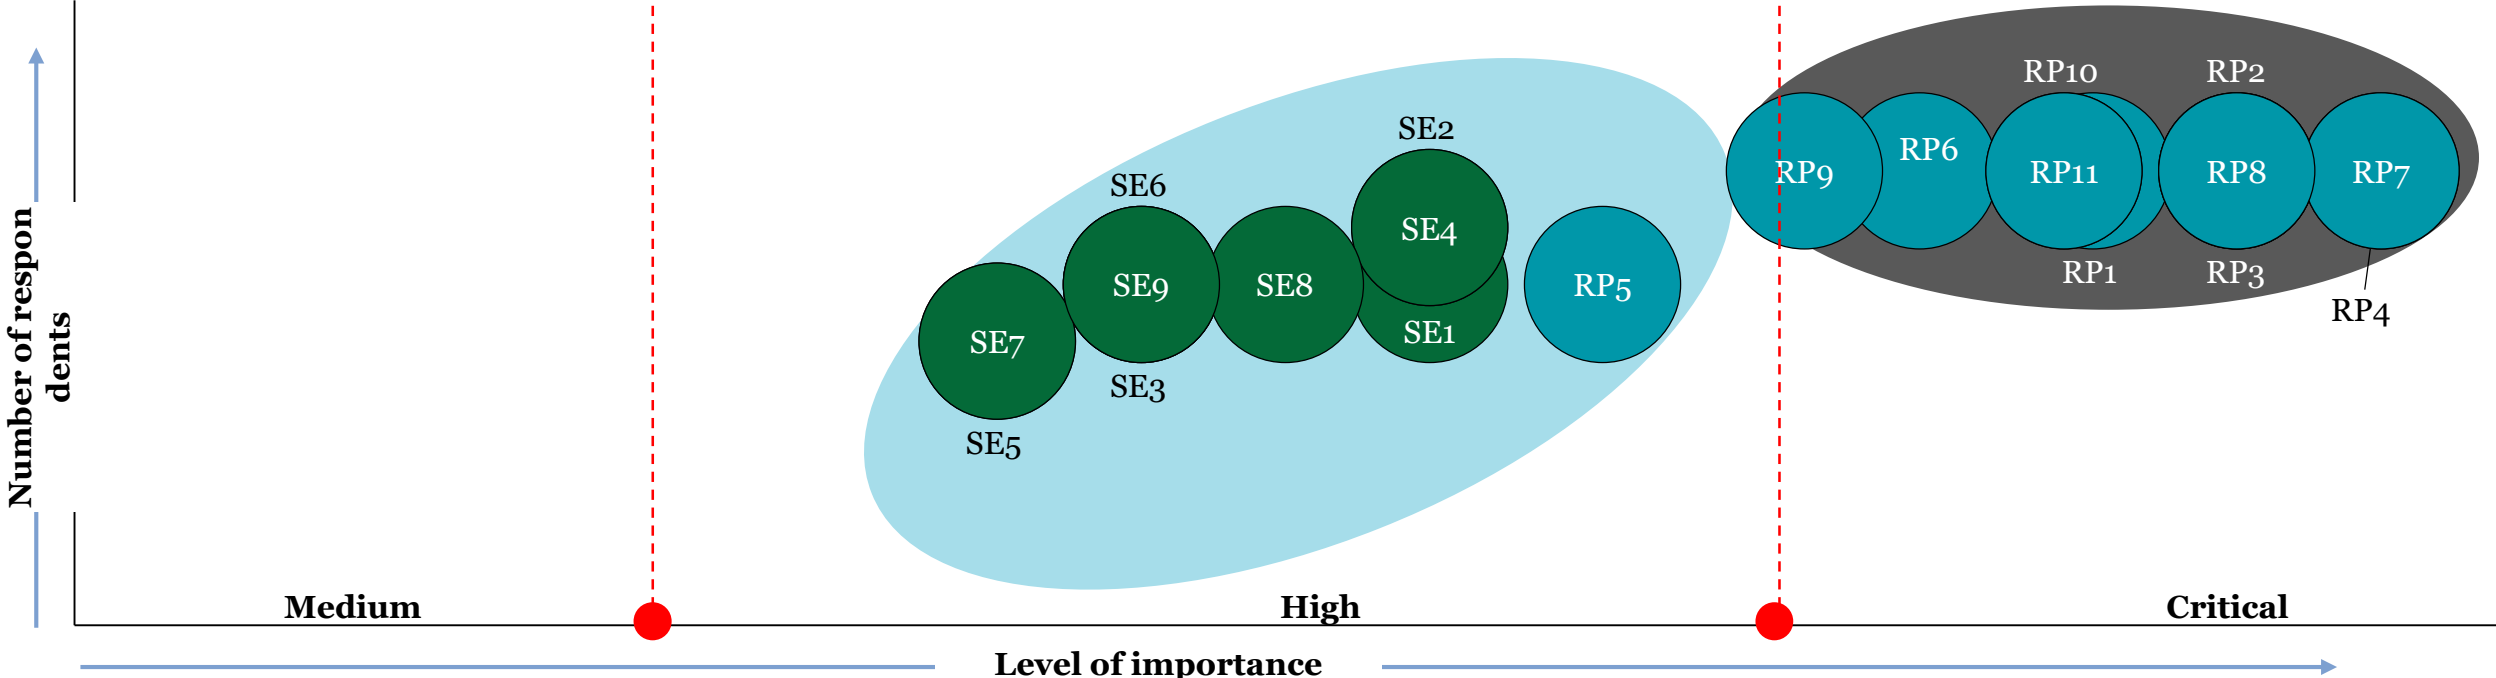 Number of respon
dents
RP10
RP2
SE2
RP6
RP9
RP11
RP8
RP7
SE6
SE4
SE9
SE8
RP5
RP1
RP3
RP4
SE7
SE1
SE3
SE5
Medium
High
Critical
Level of importance